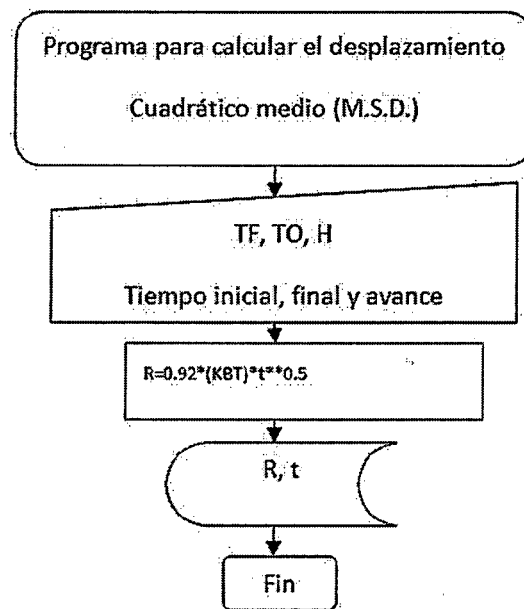 Programa para calcular el desplazamiento
Cuadrático medio (M.S.D.)
TF, TO, H
Tiempo inicial, final y avance
R=0.92*(KBT)*t**0.5
R, t
Fin